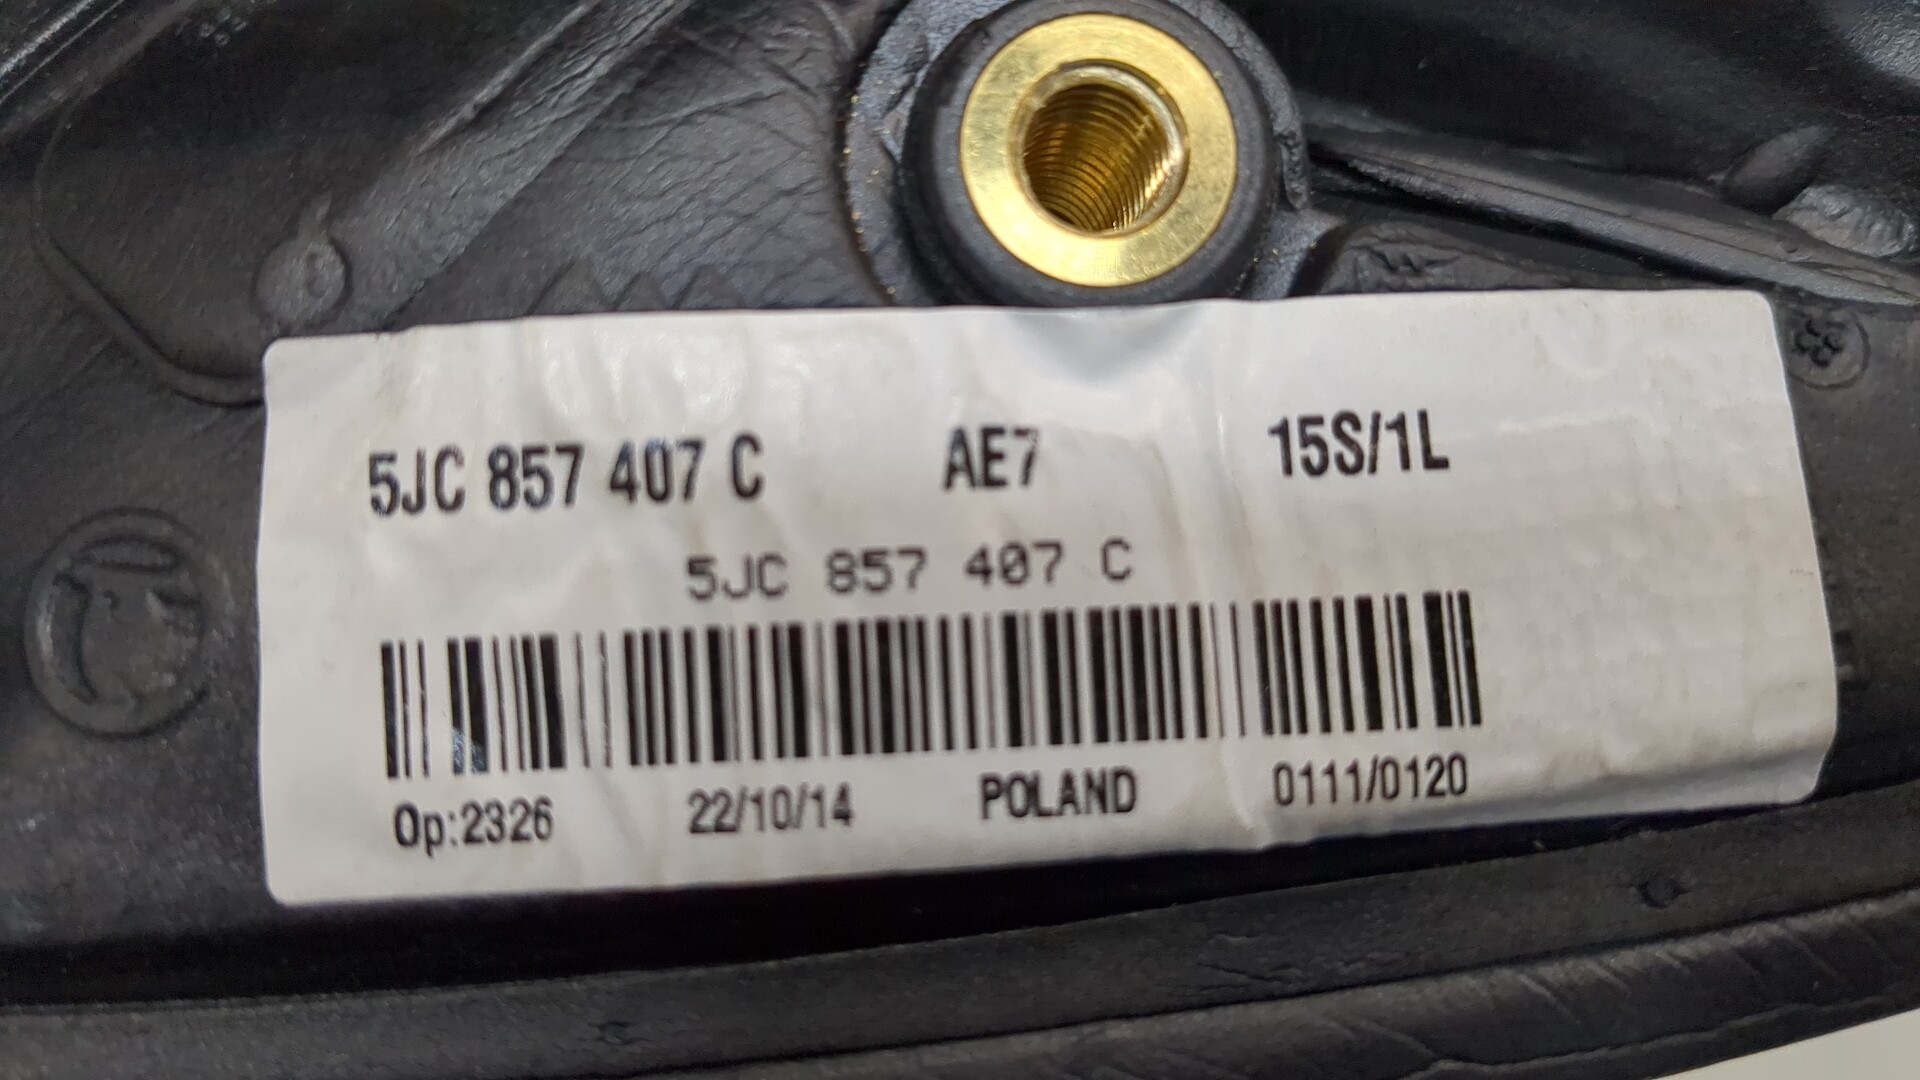 5JC 857 407 C AE7 15S/1L
5JC 857 407 C
Op:2326 22/10/14 POLAND 0111/0120